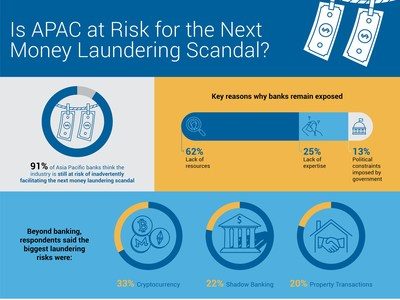 Is APAC at Risk for the Next
Money Laundering Scandal?
91% of Asia Pacific banks think the
industry is still at risk of inadvertently
facilitating the next money laundering scandal
Key reasons why banks remain exposed
62%
Lack of
resources
25%
Lack of
expertise
13%
Political
constraints
imposed by
government
Beyond banking,
respondents said the
biggest laundering
risks were:
33% Cryptocurrency
22% Shadow Banking
20% Property Transactions